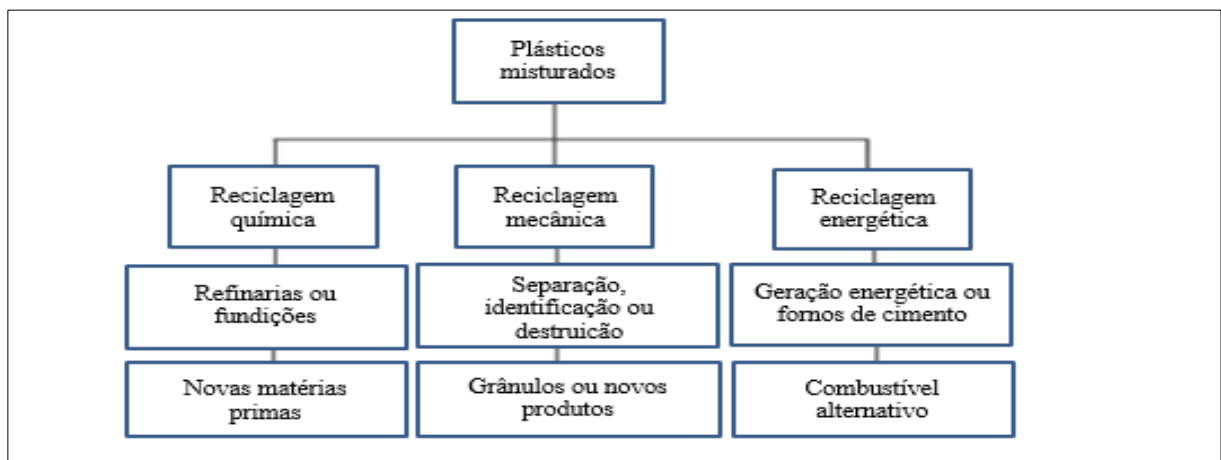 Plásticos
misturados
Reciclagem
química
Reciclagem
mecânica
Reciclagem
energética
Refinarias ou
fundições
Separação,
identificação ou
destruicão
Geração energética ou
fornos de cimento
Novas matérias
primas
Grânulos ou novos
produtos
Combustível
alternativo